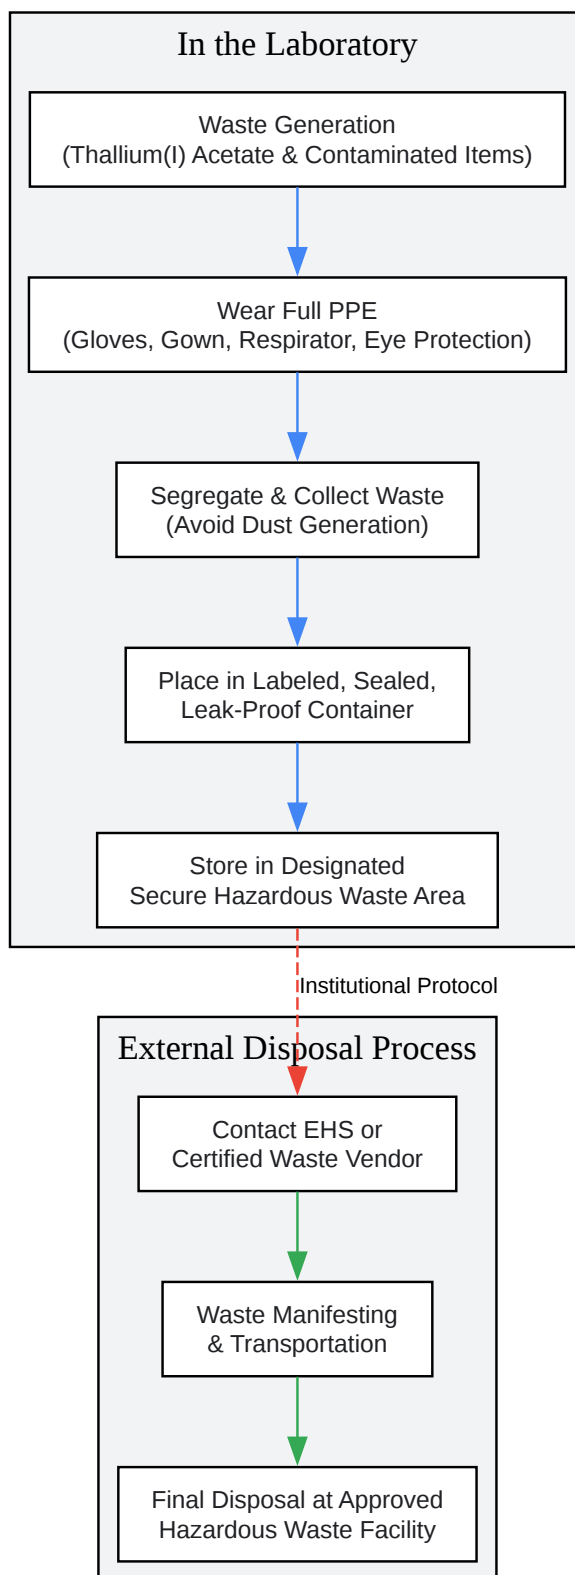 In the Laboratory
Waste Generation
(Thallium(I) Acetate & Contaminated Items)
Wear Full PPE
(Gloves, Gown, Respirator, Eye Protection)
Segregate & Collect Waste
(Avoid Dust Generation)
Place in Labeled, Sealed,
Leak-Proof Container
Store in Designated
Secure Hazardous Waste Area
Institutional Protocol
External Disposal Process
Contact EHS or
Certified Waste Vendor
Waste Manifesting
& Transportation
Final Disposal at Approved
Hazardous Waste Facility